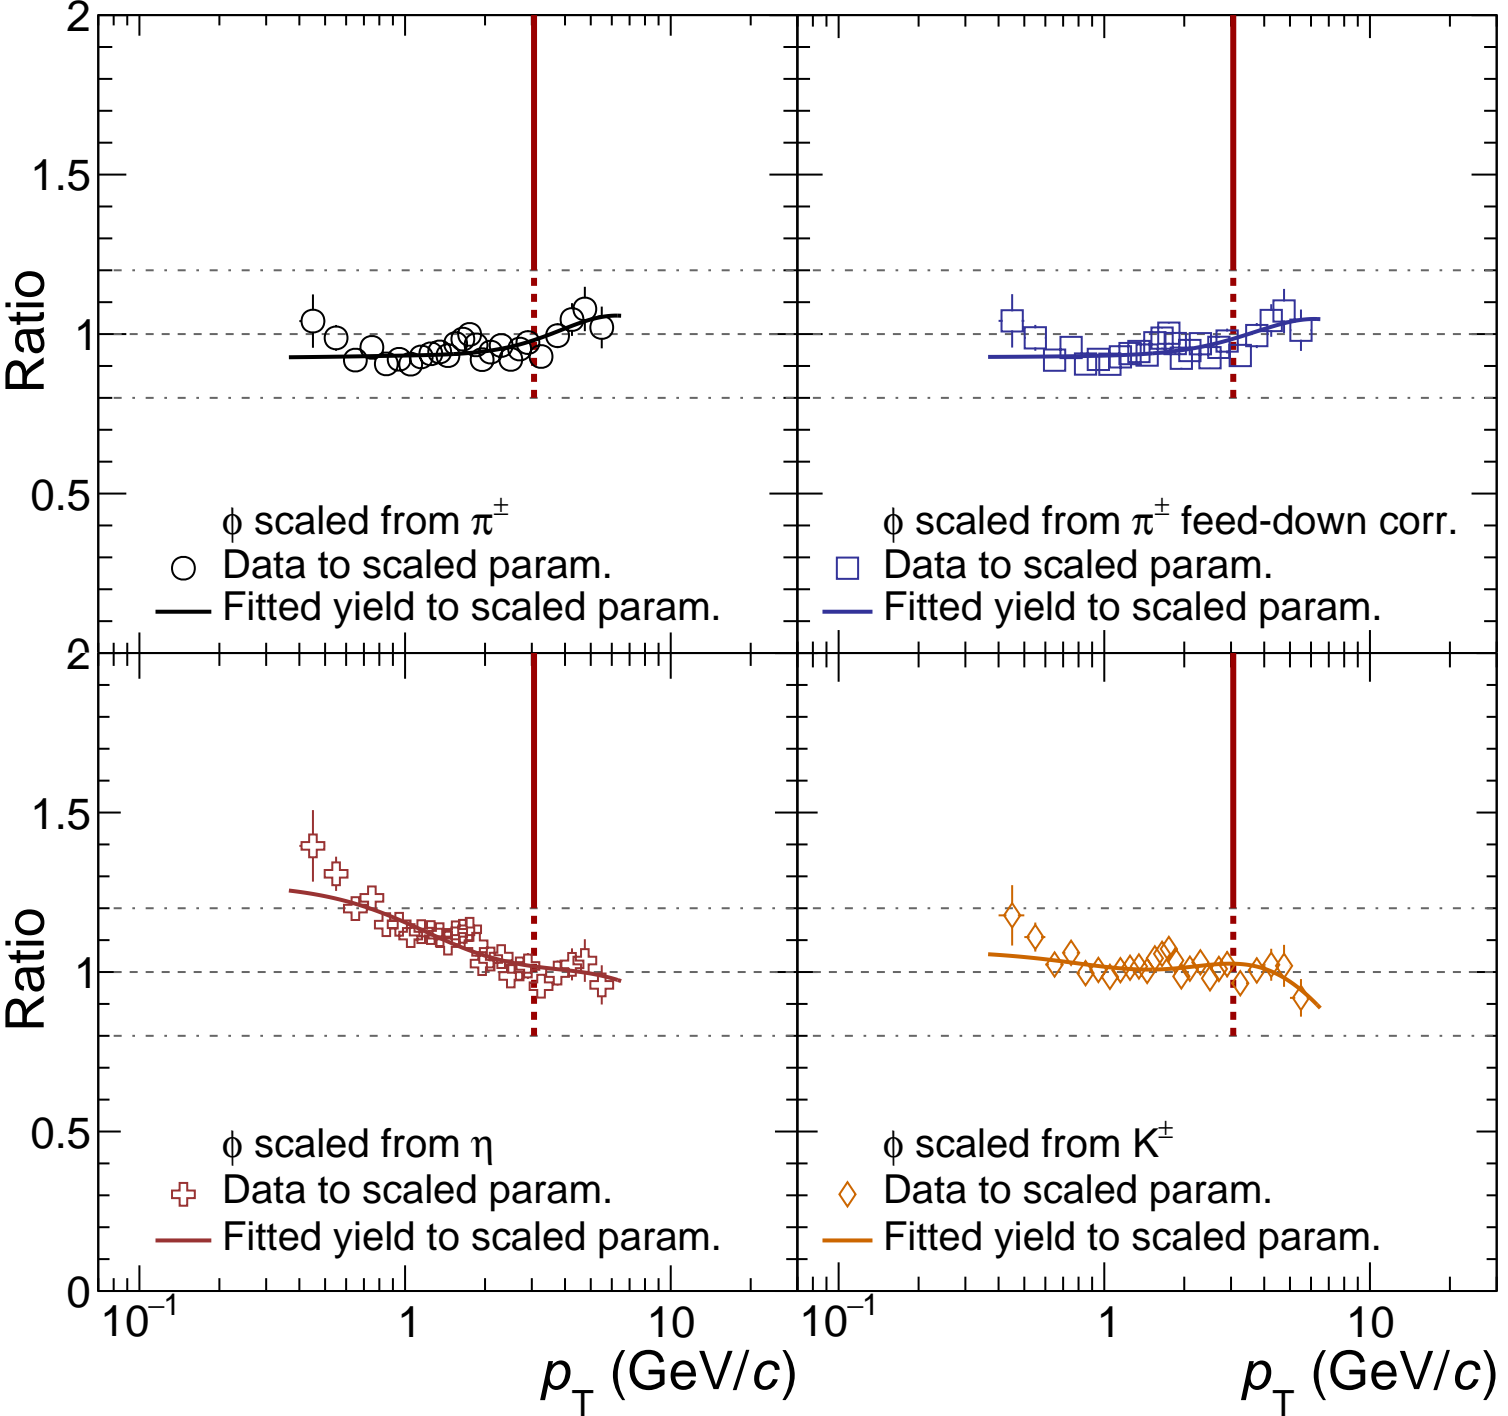 2
1.5
Ratio
1
0.5
ϕ scaled from π±
Data to scaled param.
Fitted yield to scaled param.
ϕ scaled from π± feed-down corr.
Data to scaled param.
Fitted yield to scaled param.
2
1.5
Ratio
1
0.5
0
ϕ scaled from η
Data to scaled param.
Fitted yield to scaled param.
ϕ scaled from K±
Data to scaled param.
Fitted yield to scaled param.
10⁻¹ 1 10
10⁻¹ 1 10
p_T (GeV/c)
p_T (GeV/c)